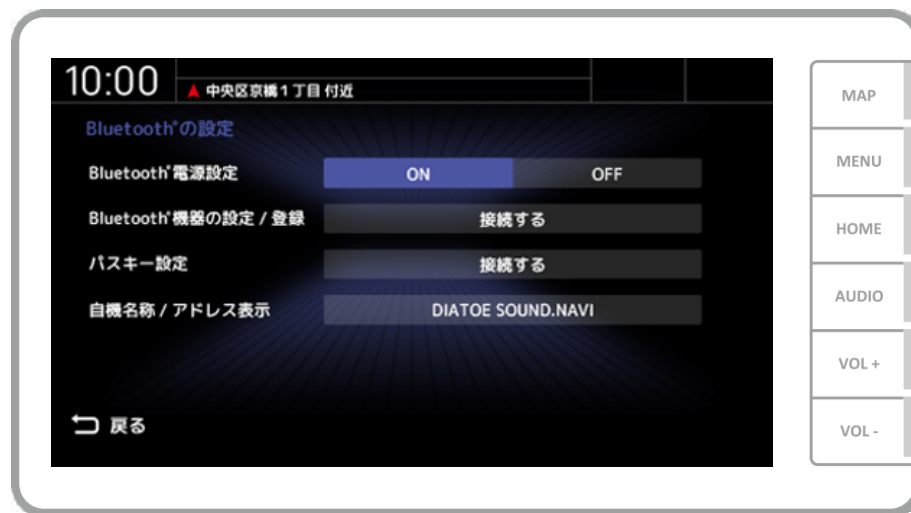 10:00
中央区京橋1丁目 付近
Bluetooth®の設定
Bluetooth®電源設定
ON
OFF
Bluetooth®機器の設定 / 登録
接続する
パスキー設定
接続する
自機名称 / アドレス表示
DIATOE SOUND.NAVI
戻る
MAP
MENU
HOME
AUDIO
VOL +
VOL -